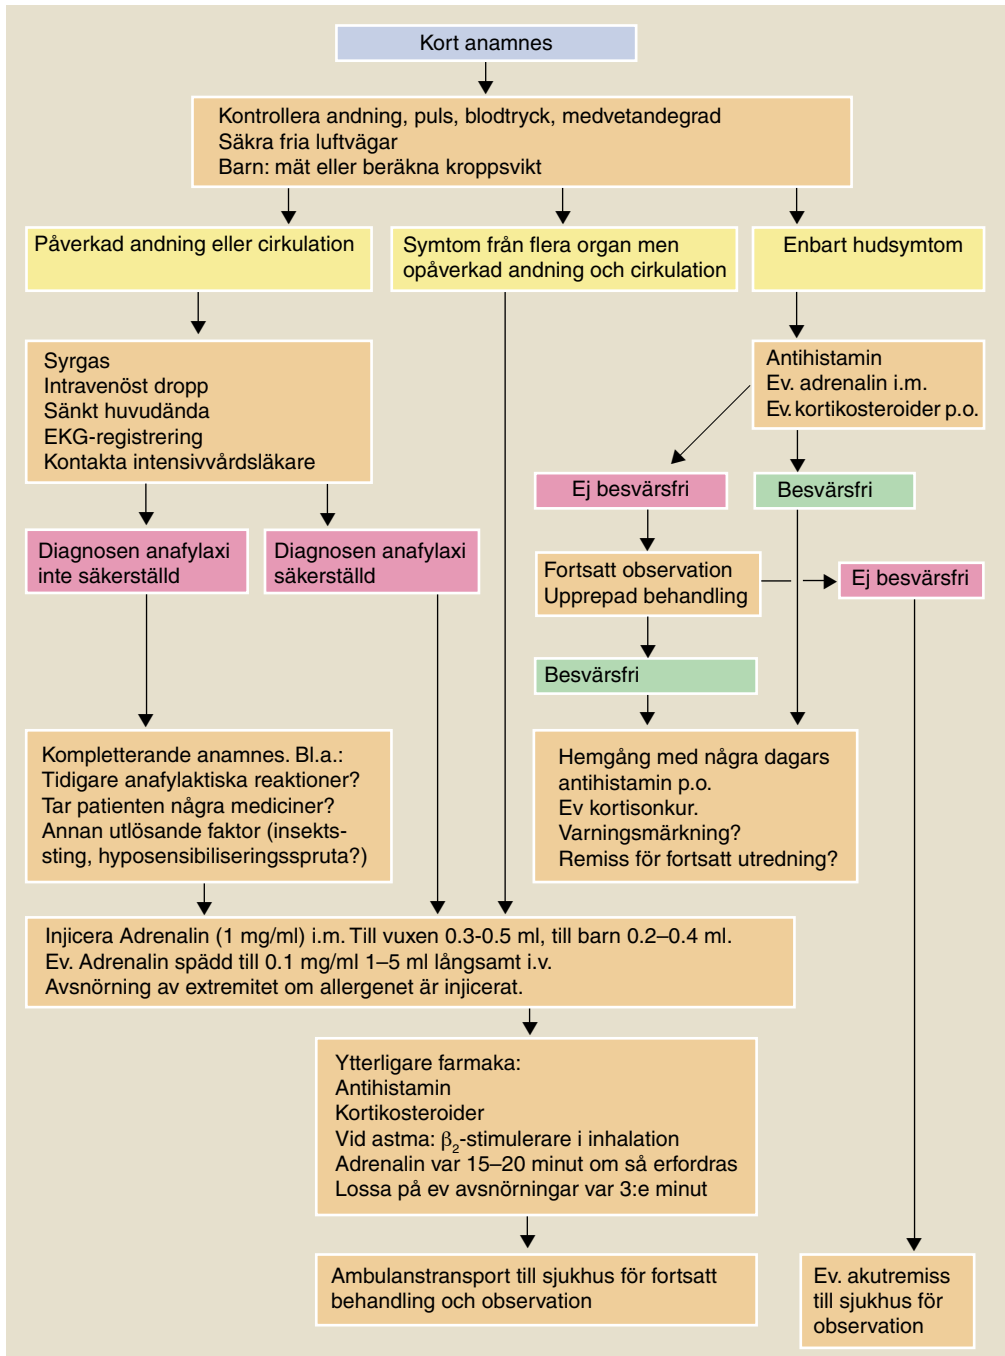 Kort anamnes
Kontrollera andning, puls, blodtryck, medvetandegrad
Säkra fria luftvägar
Barn: mät eller beräkna kroppsvikt
Påverkad andning eller cirkulation
Symtom från flera organ men
opåverkad andning och cirkulation
Enbart hudsymtom
Syrgas
Intravenöst dropp
Sänkt huvudända
EKG-registrering
Kontakta intensivvårdsläkare
Antihistamin
Ev. adrenalin i.m.
Ev. kortikosteroider p.o.
Ej besvärsfri
Besvärsfri
Diagnosen anafylaxi
inte säkerställd
Diagnosen anafylaxi
säkerställd
Fortsatt observation
Upprepad behandling
Ej besvärsfri
Besvärsfri
Kompletterande anamnes. Bl.a.:
Tidigare anafylaktiska reaktioner?
Tar patienten några mediciner?
Annan utlösande faktor (insekts-
sting, hyposensibiliseringsspruta?)
Hemgång med några dagars
antihistamin p.o.
Ev kortisonkur.
Varningsmärkning?
Remiss för fortsatt utredning?
Injicera Adrenalin (1 mg/ml) i.m. Till vuxen 0.3-0.5 ml, till barn 0.2–0.4 ml.
Ev. Adrenalin spädd till 0.1 mg/ml 1–5 ml långsamt i.v.
Avsnörning av extremitet om allergenet är injicerat.
Ytterligare farmaka:
Antihistamin
Kortikosteroider
Vid astma: β₂-stimulerare i inhalation
Adrenalin var 15–20 minut om så erfordras
Lossa på ev avsnörningar var 3:e minut
Ambulanstransport till sjukhus för fortsatt
behandling och observation
Ev. akutremiss
till sjukhus för
observation